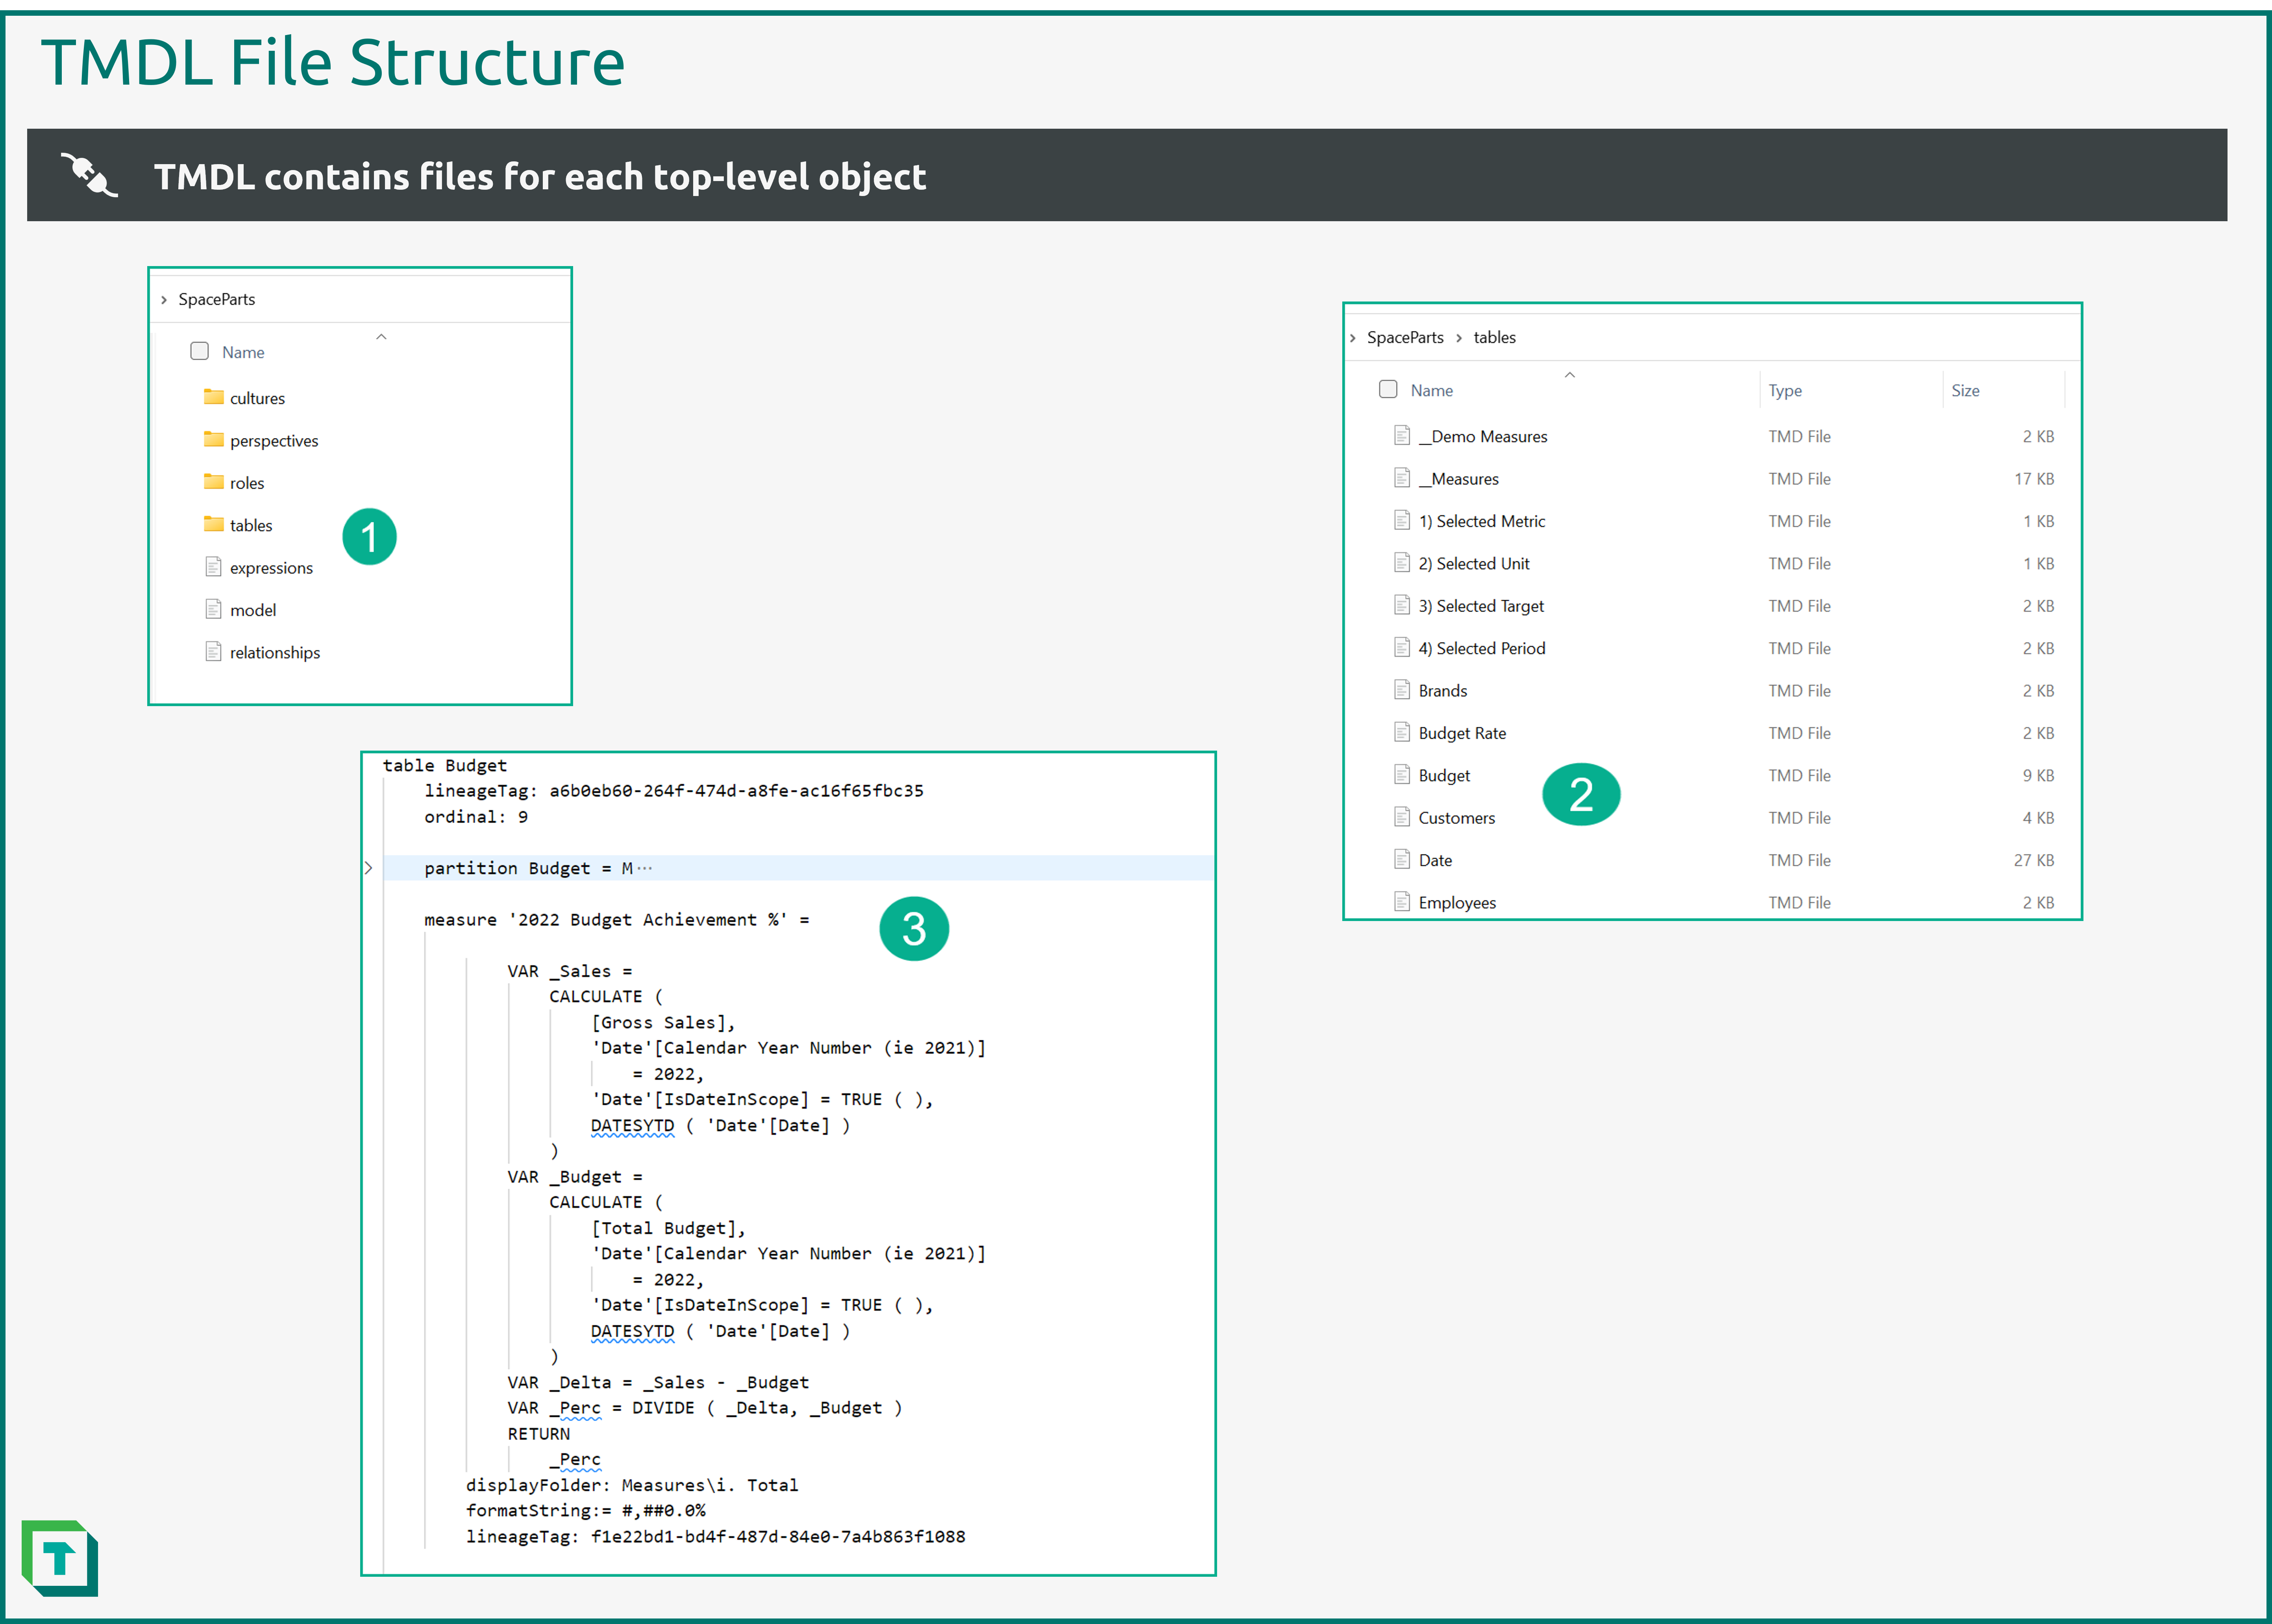 TMDL File Structure
TMDL contains files for each top-level object
SpaceParts
Name
cultures
perspectives
roles
tables
1
expressions
model
relationships
SpaceParts > tables
Name Type Size
__Demo Measures TMD File 2 KB
__Measures TMD File 17 KB
1) Selected Metric TMD File 1 KB
2) Selected Unit TMD File 1 KB
3) Selected Target TMD File 2 KB
4) Selected Period TMD File 2 KB
Brands TMD File 2 KB
Budget Rate TMD File 2 KB
Budget TMD File 9 KB
2
Customers TMD File 4 KB
Date TMD File 27 KB
Employees TMD File 2 KB
table Budget
lineageTag: a6b0eb60-264f-474d-a8fe-ac16f65fbc35
ordinal: 9
partition Budget = M···
measure '2022 Budget Achievement %' =
3
VAR _Sales =
CALCULATE (
[Gross Sales],
'Date'[Calendar Year Number (ie 2021)]
= 2022,
'Date'[IsDateInScope] = TRUE ( ),
DATESYTD ( 'Date'[Date] )
)
VAR _Budget =
CALCULATE (
[Total Budget],
'Date'[Calendar Year Number (ie 2021)]
= 2022,
'Date'[IsDateInScope] = TRUE ( ),
DATESYTD ( 'Date'[Date] )
)
VAR _Delta = _Sales - _Budget
VAR _Perc = DIVIDE ( _Delta, _Budget )
RETURN
_Perc
displayFolder: Measures\i. Total
formatString:= #,##0.0%
lineageTag: f1e22bd1-bd4f-487d-84e0-7a4b863f1088
T